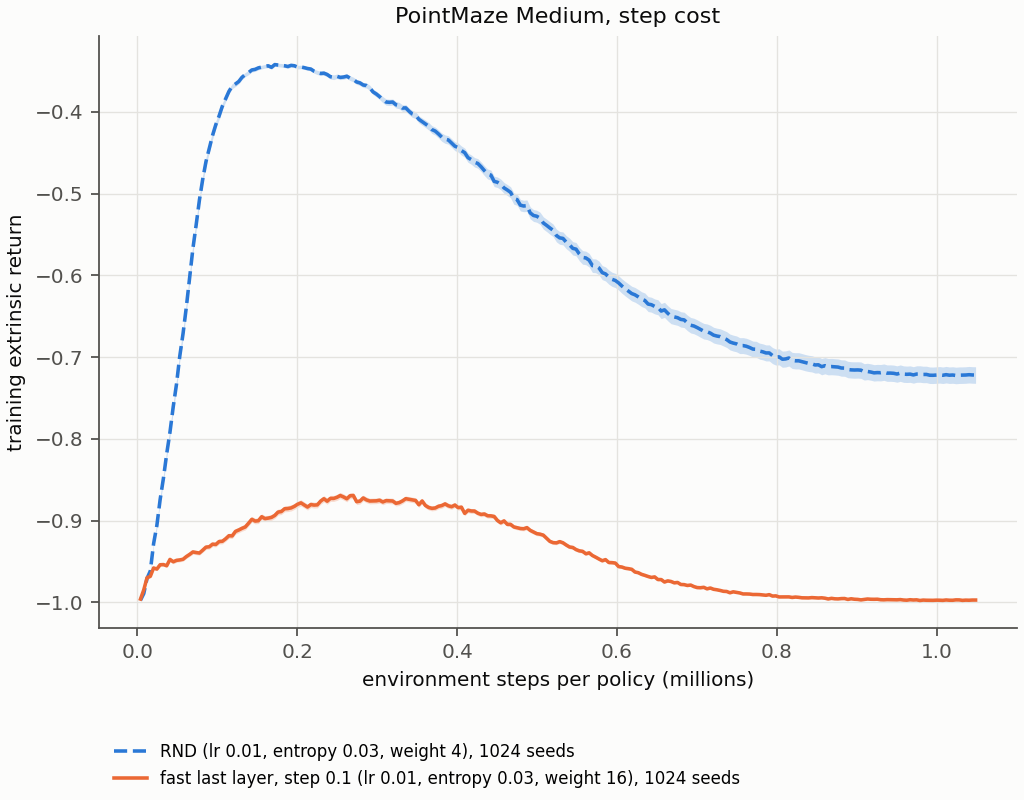 PointMaze Medium, step cost
training extrinsic return
−0.4
−0.5
−0.6
−0.7
−0.8
−0.9
−1.0
0.0 0.2 0.4 0.6 0.8 1.0
environment steps per policy (millions)
RND (lr 0.01, entropy 0.03, weight 4), 1024 seeds
fast last layer, step 0.1 (lr 0.01, entropy 0.03, weight 16), 1024 seeds